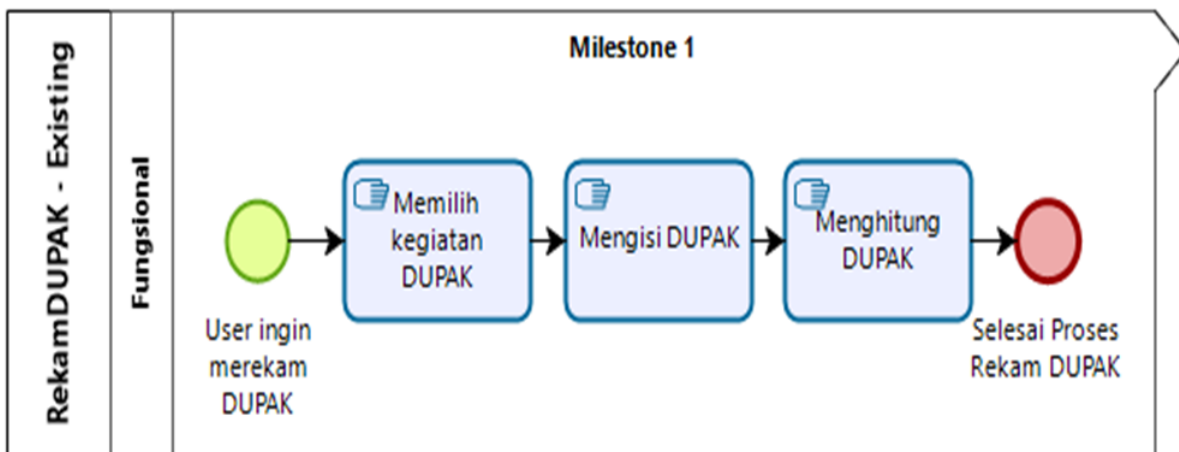 RekamDUPAK - Existing
Fungsional
Milestone 1
User ingin
merekam
DUPAK
Memilih
kegiatan
DUPAK
Mengisi DUPAK
Menghitung
DUPAK
Selesai Proses
Rekam DUPAK